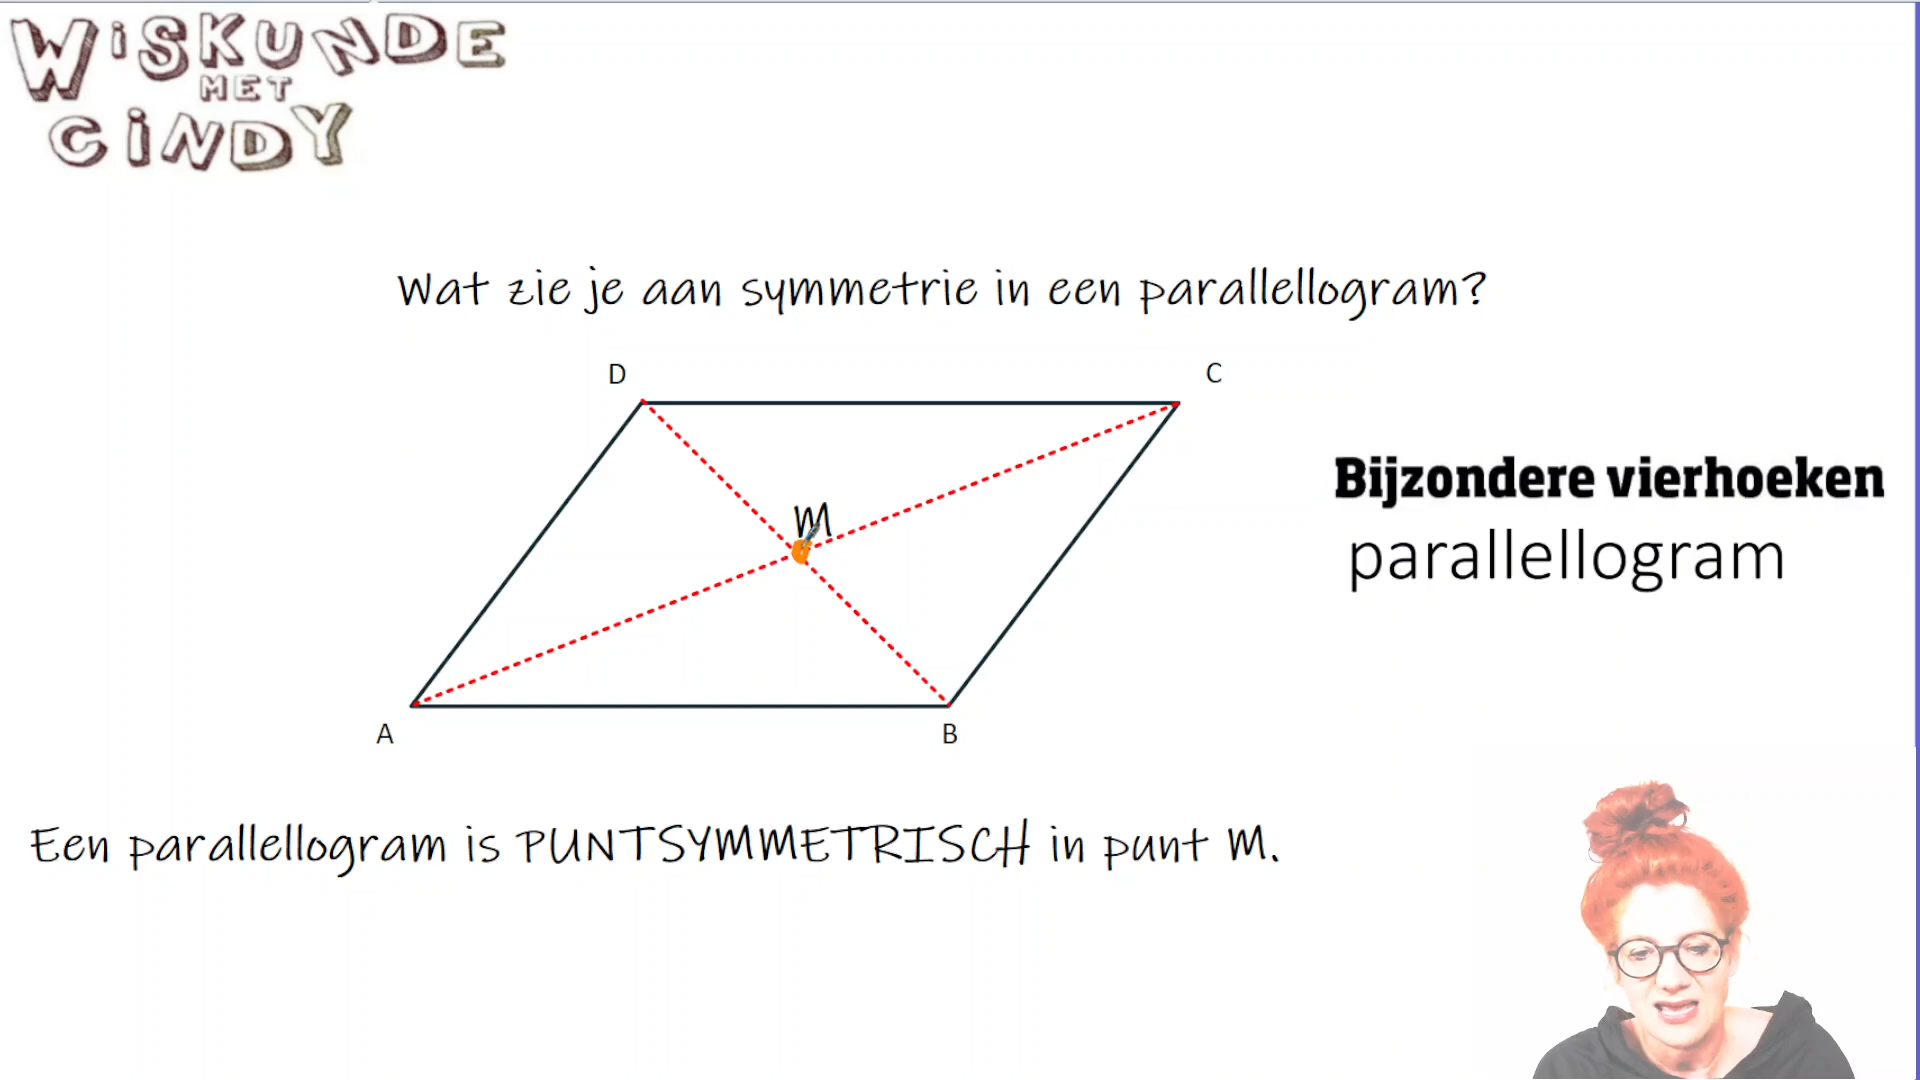 WiSKUNDE
MET
CiNDY
Wat zie je aan symmetrie in een parallellogram?
D
C
M
Bijzondere vierhoeken
parallellogram
A
B
Een parallellogram is PUNTSYMMETRISCH in punt M.